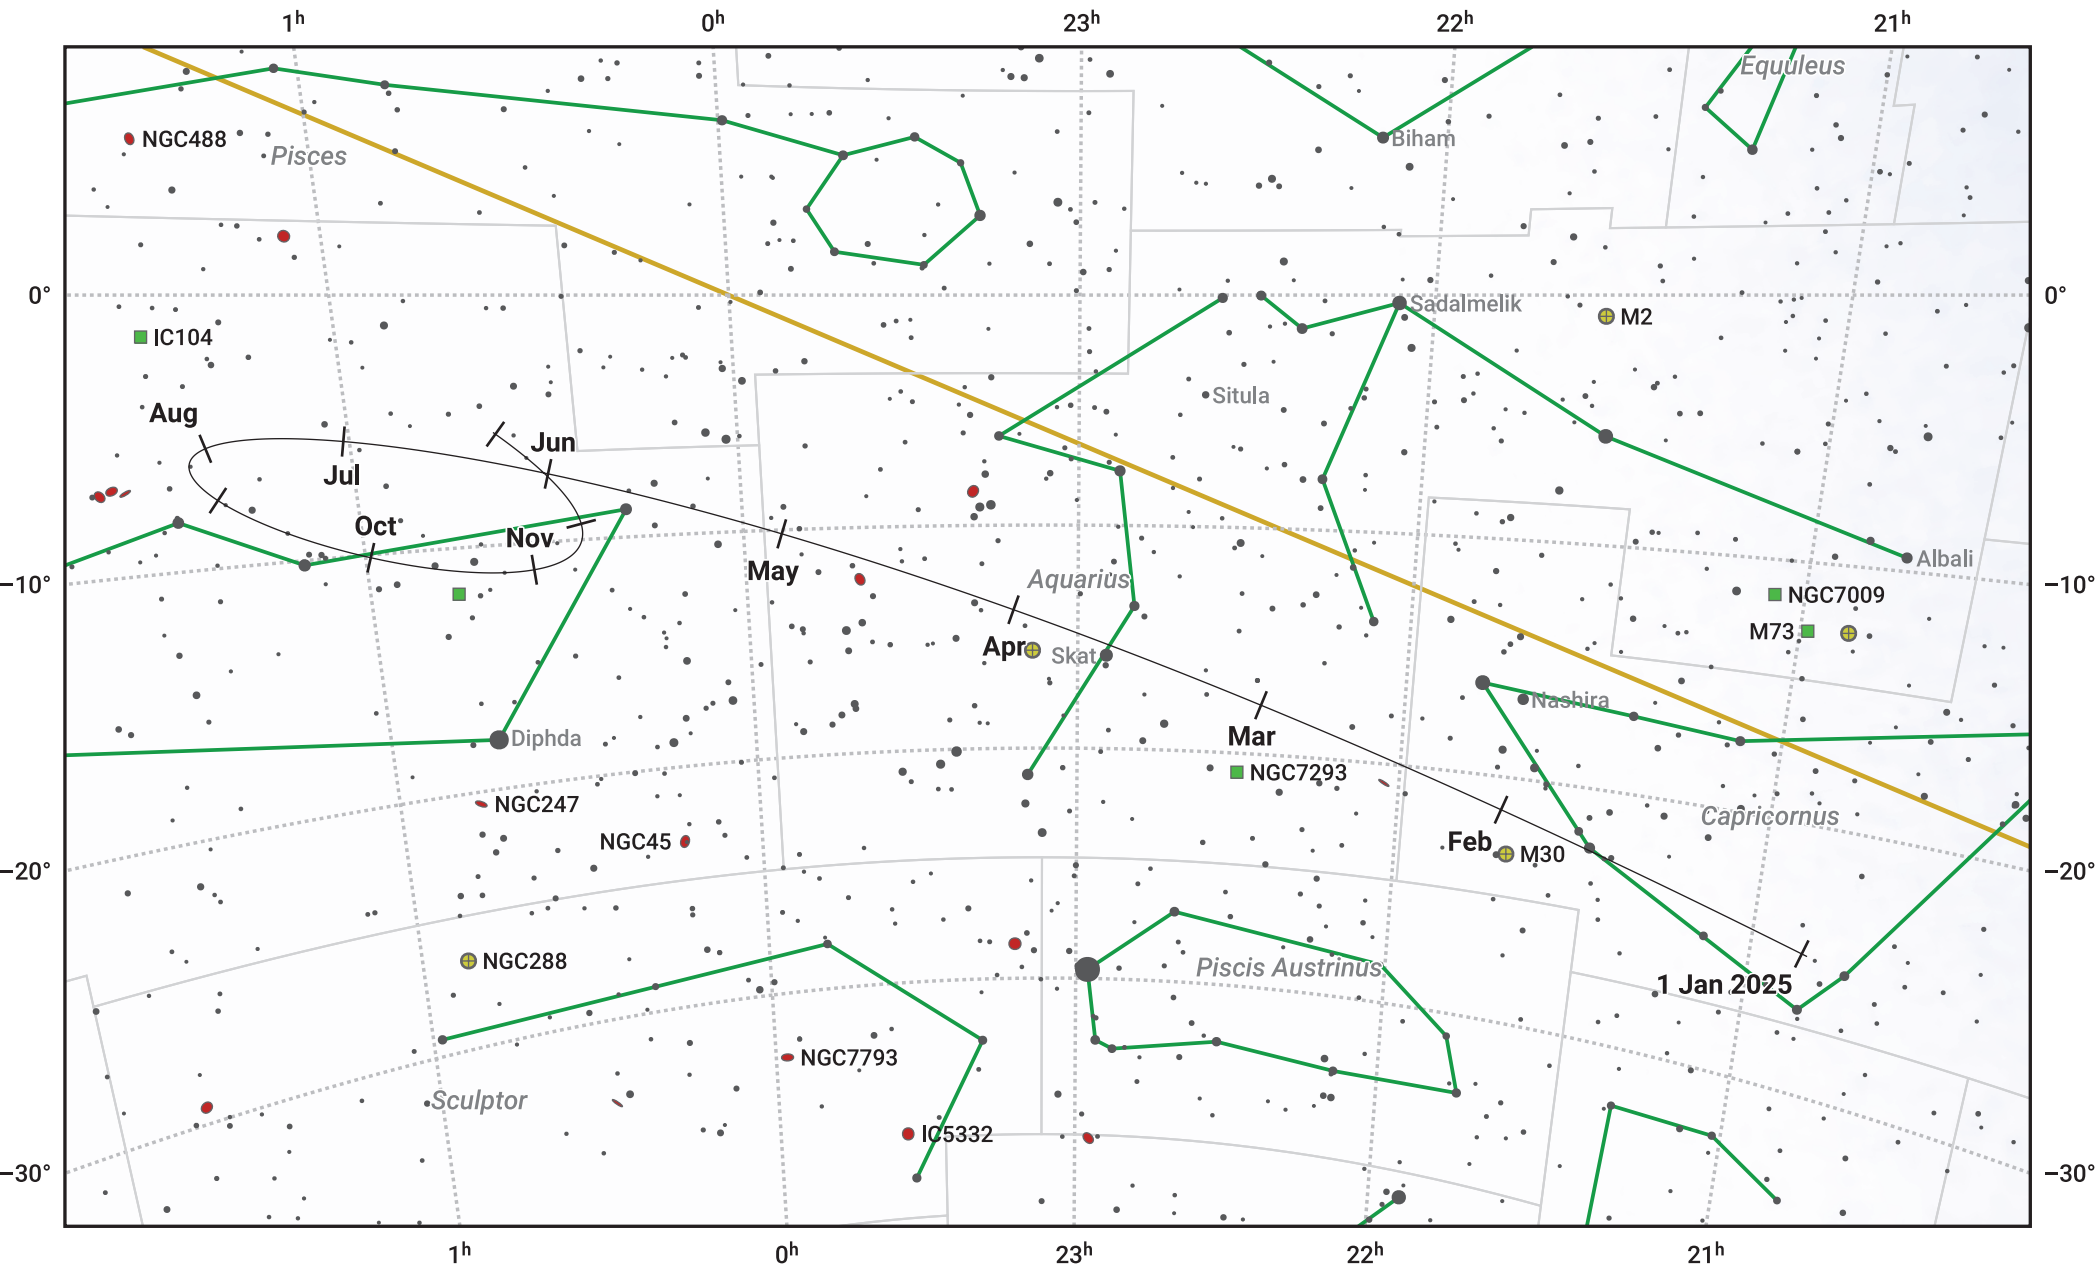 1ʰ 0ʰ 23ʰ 22ʰ 21ʰ
Equuleus
NGC488
Pisces
Biham
0° 0°
Sadalmelik
M2
IC104
Situla
Aug
Jun
Jul
Oct
Nov
Albali
May
Aquarius
−10° −10°
NGC7009
M73
Apr
Skat
Nashira
Diphda
Mar
NGC7293
NGC247
Capricornus
NGC45
Feb
M30
−20° −20°
NGC288
Piscis Austrinus
1 Jan 2025
NGC7793
Sculptor
IC5332
−30° −30°
1ʰ 0ʰ 23ʰ 22ʰ 21ʰ